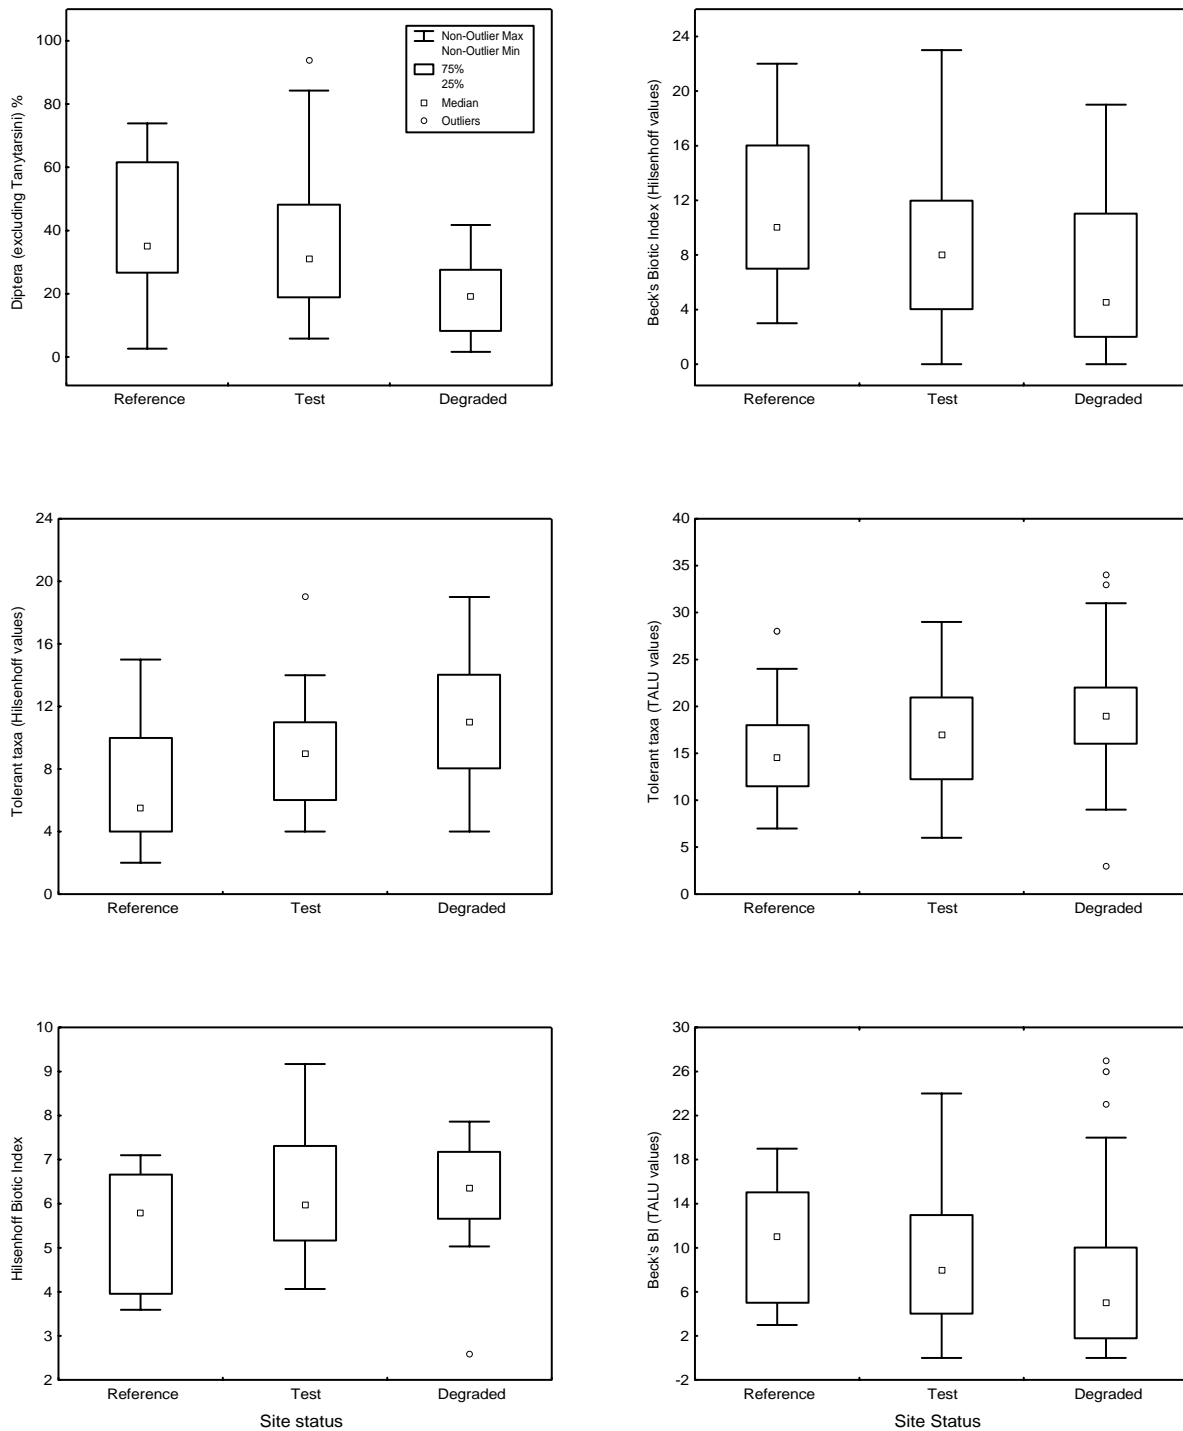 Diptera (excluding Tanytarsini) %
100
80
60
40
20
0
Non-Outlier Max
Non-Outlier Min
75%
25%
Median
Outliers
Reference Test Degraded
Beck's Biotic Index (Hilsenhoff values)
24
20
16
12
8
4
0
Reference Test Degraded
Tolerant taxa (Hilsenhoff values)
24
20
16
12
8
4
0
Reference Test Degraded
Tolerant taxa (TALU values)
40
35
30
25
20
15
10
5
0
Reference Test Degraded
Hilsenhoff Biotic Index
10
9
8
7
6
5
4
3
2
Reference Test Degraded
Site status
Beck's BI (TALU values)
30
26
22
18
14
10
6
2
-2
Reference Test Degraded
Site Status